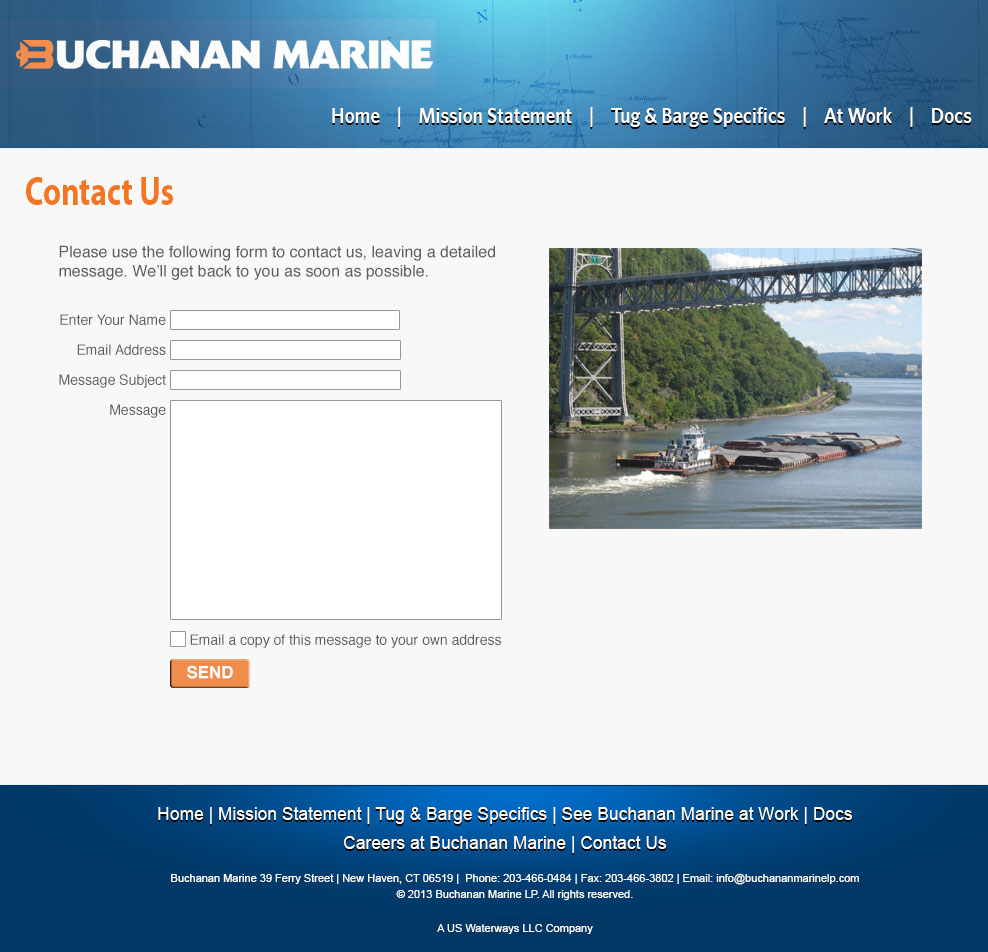 BUCHANAN MARINE
Home | Mission Statement | Tug & Barge Specifics | At Work | Docs
Contact Us
Please use the following form to contact us, leaving a detailed
message. We’ll get back to you as soon as possible.
Enter Your Name
Email Address
Message Subject
Message
Email a copy of this message to your own address
SEND
Home | Mission Statement | Tug & Barge Specifics | See Buchanan Marine at Work | Docs
Careers at Buchanan Marine | Contact Us
Buchanan Marine 39 Ferry Street | New Haven, CT 06519 | Phone: 203-466-0484 | Fax: 203-466-3802 | Email: info@buchananmarinelp.com
© 2013 Buchanan Marine LP. All rights reserved.
A US Waterways LLC Company